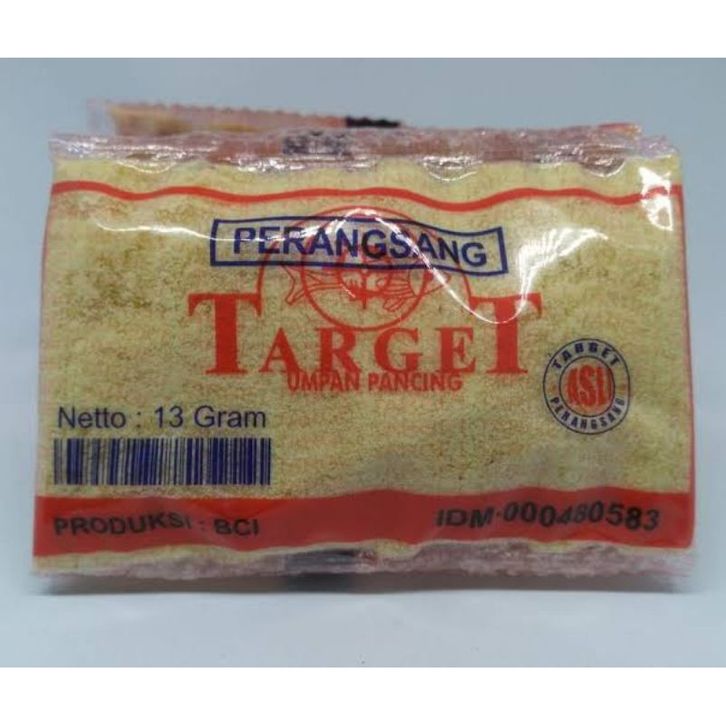 PERANGSANG
TARGET
UMPAN PANCING
TARGET
ASLI
PERANGSANG
Netto : 13 Gram
PRODUKSI : BCI
IDM·000480583